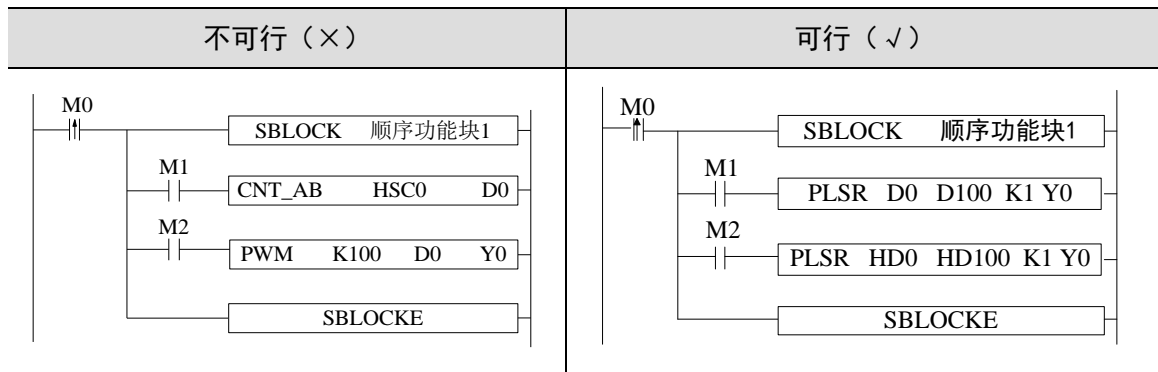 不可行（×）
可行（√）
M0
SBLOCK 顺序功能块1
M1
CNT_AB HSC0 D0
M2
PWM K100 D0 Y0
SBLOCKE
M0
SBLOCK 顺序功能块1
M1
PLSR D0 D100 K1 Y0
M2
PLSR HD0 HD100 K1 Y0
SBLOCKE